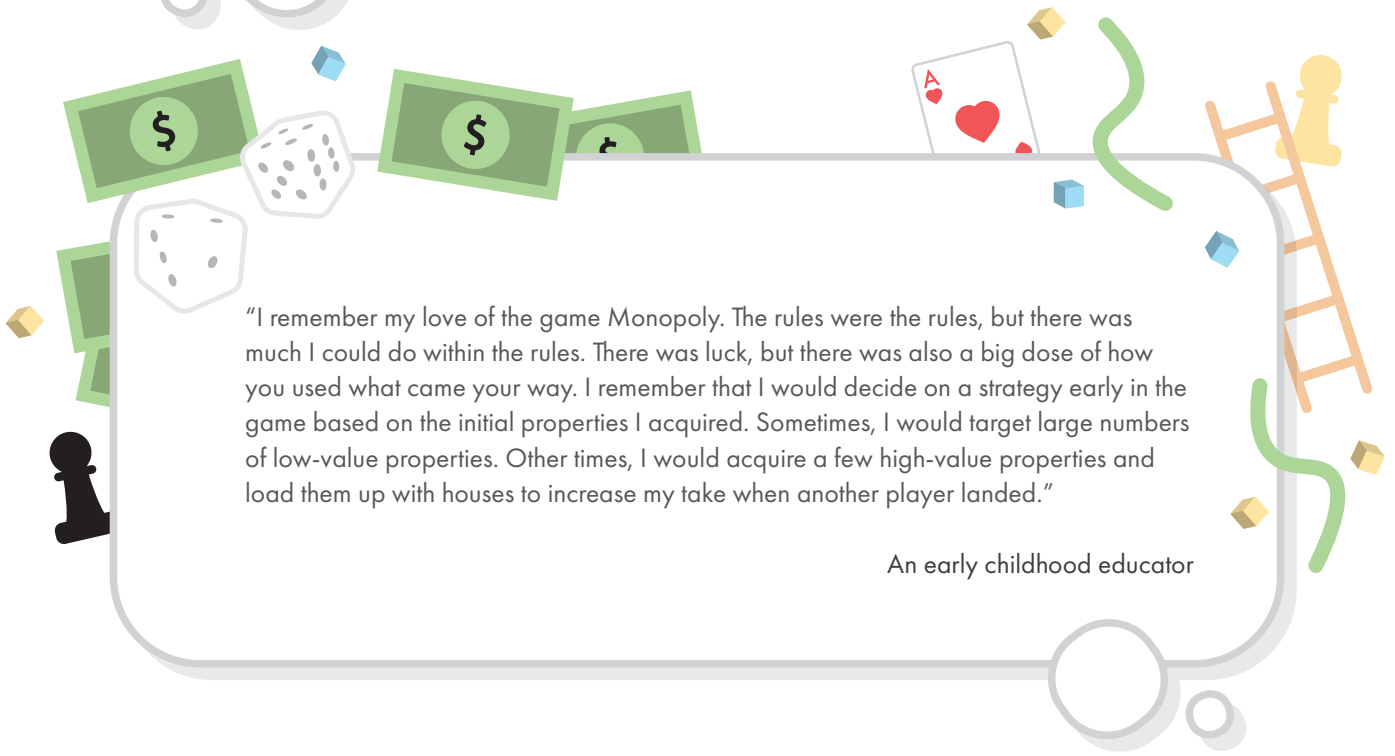 $
$
$
A
“I remember my love of the game Monopoly. The rules were the rules, but there was
much I could do within the rules. There was luck, but there was also a big dose of how
you used what came your way. I remember that I would decide on a strategy early in the
game based on the initial properties I acquired. Sometimes, I would target large numbers
of low-value properties. Other times, I would acquire a few high-value properties and
load them up with houses to increase my take when another player landed.”
An early childhood educator